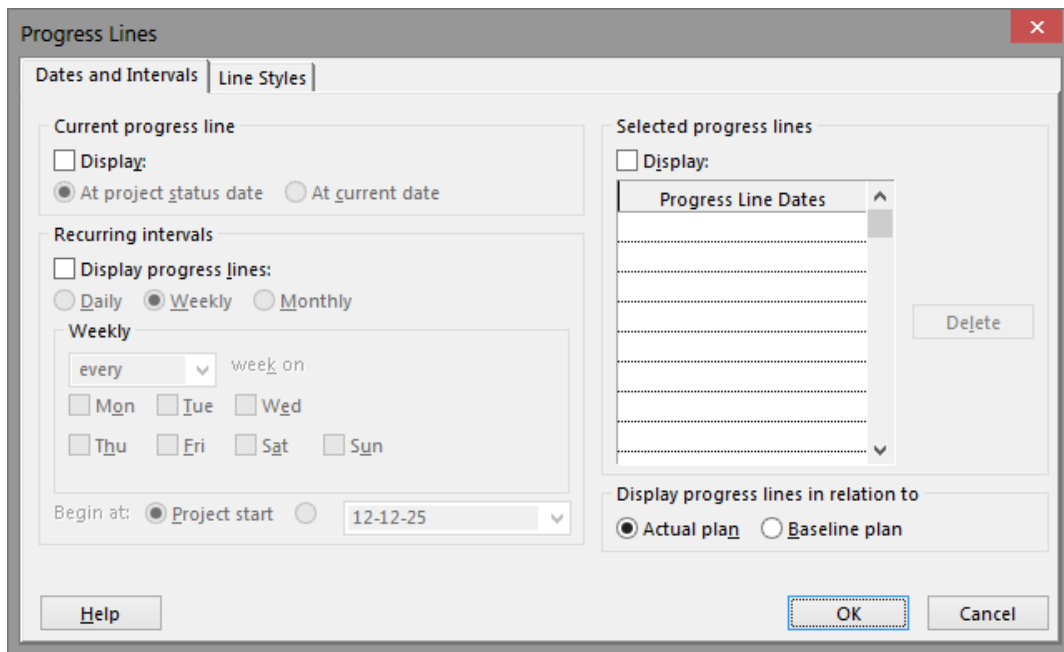 Progress Lines
Dates and Intervals
Line Styles
Current progress line
Display:
At project status date
At current date
Recurring intervals
Display progress lines:
Daily
Weekly
Monthly
Weekly
every
week on
Mon
Tue
Wed
Thu
Fri
Sat
Sun
Begin at:
Project start
12-12-25
Selected progress lines
Display:
Progress Line Dates
Delete
Display progress lines in relation to
Actual plan
Baseline plan
Help
OK
Cancel